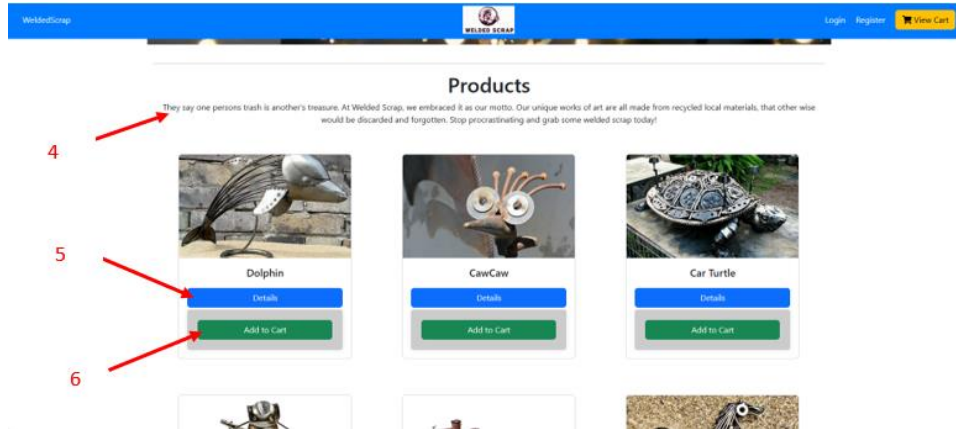 WeldedScrap
WELDED SCRAP
Login Register View Cart
Products
They say one persons trash is another's treasure. At Welded Scrap, we embraced it as our motto. Our unique works of art are all made from recycled local materials, that other wise
would be discarded and forgotten. Stop procrastinating and grab some welded scrap today!
4
5
Dolphin CawCaw Car Turtle
Details Details Details
Add to Cart Add to Cart Add to Cart
6